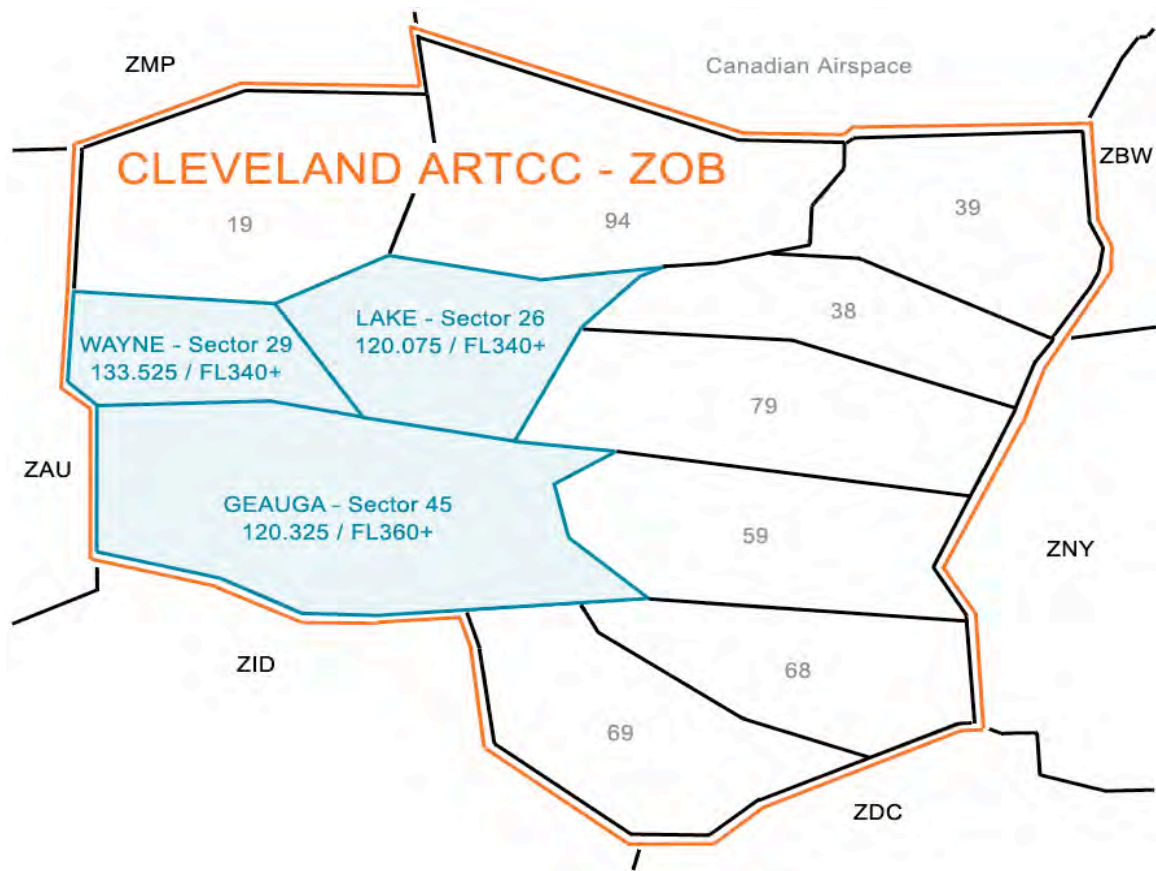 ZMP
Canadian Airspace
ZBW
CLEVELAND ARTCC - ZOB
19
94
39
LAKE - Sector 26
120.075 / FL340+
38
WAYNE - Sector 29
133.525 / FL340+
79
ZAU
GEAUGA - Sector 45
120.325 / FL360+
59
ZNY
ZID
68
69
ZDC